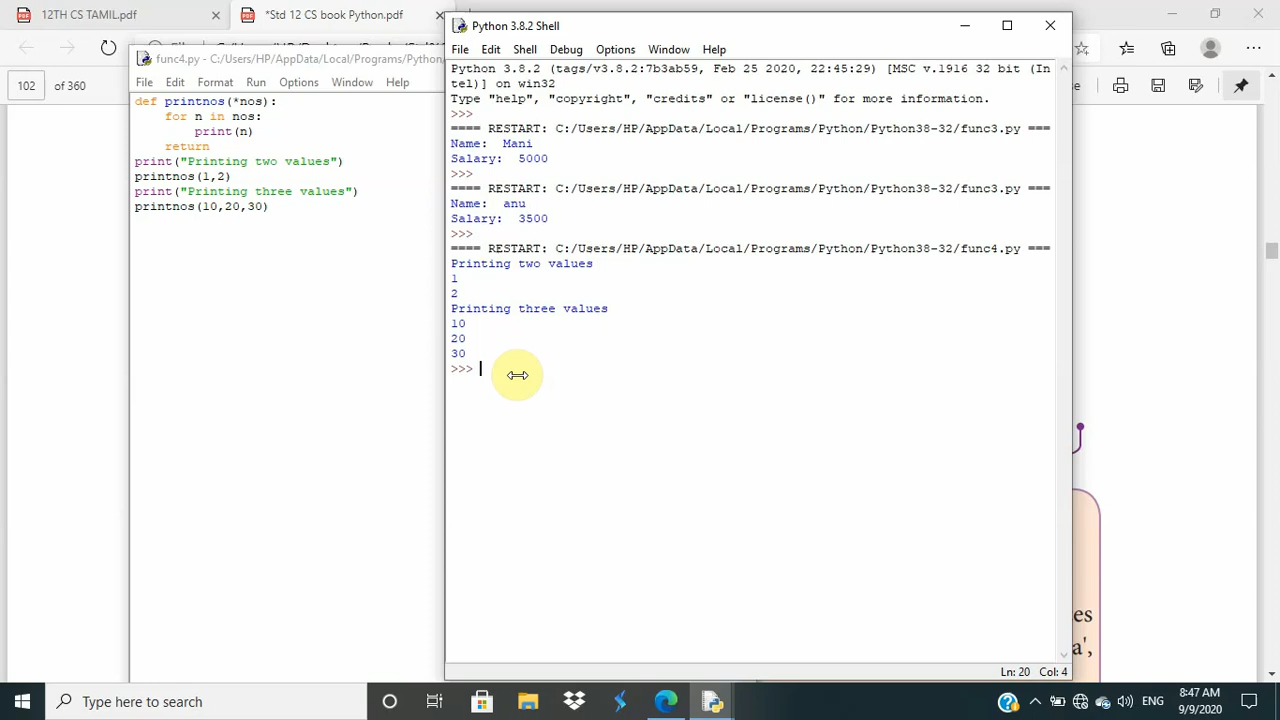 12TH CS TAMIL.pdf
*Std 12 CS book Python.pdf
102
of 360
func4.py - C:/Users/HP/AppData/Local/Programs/Python/Python
File Edit Format Run Options Window Help
def printnos(*nos):
    for n in nos:
        print(n)
    return
print("Printing two values")
printnos(1,2)
print("Printing three values")
printnos(10,20,30)
Python 3.8.2 Shell
File Edit Shell Debug Options Window Help
Python 3.8.2 (tags/v3.8.2:7b3ab59, Feb 25 2020, 22:45:29) [MSC v.1916 32 bit (In
tel)] on win32
Type "help", "copyright", "credits" or "license()" for more information.
>>>
==== RESTART: C:/Users/HP/AppData/Local/Programs/Python/Python38-32/func3.py ===
Name:  Mani
Salary:  5000
>>>
==== RESTART: C:/Users/HP/AppData/Local/Programs/Python/Python38-32/func3.py ===
Name:  anu
Salary:  3500
>>>
==== RESTART: C:/Users/HP/AppData/Local/Programs/Python/Python38-32/func4.py ===
Printing two values
1
2
Printing three values
10
20
30
>>>
Ln: 20 Col: 4
es
a',
Type here to search
ENG
8:47 AM
9/9/2020